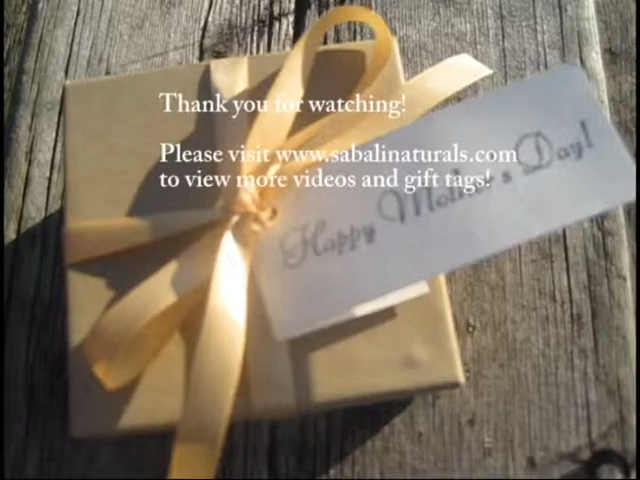 Thank you for watching!
Please visit www.sabalinaturals.com
to view more videos and gift tags!
Happy Mother's Day!